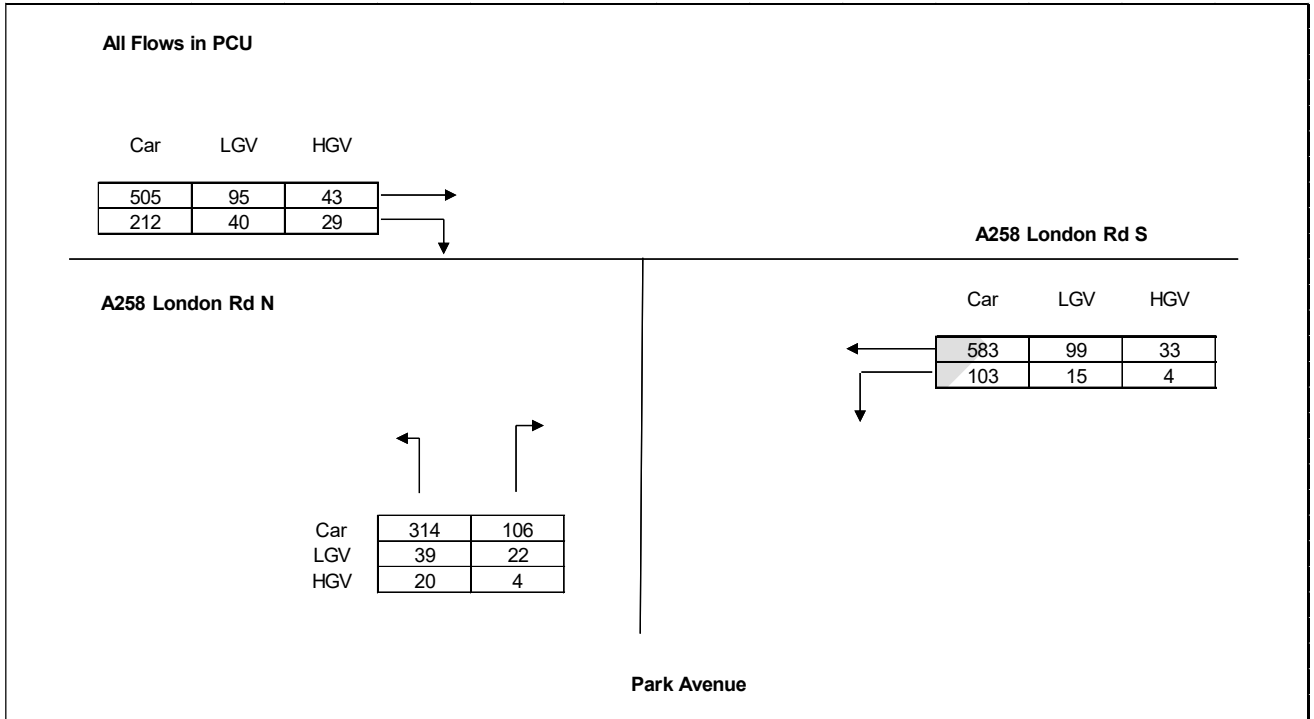 All Flows in PCU
Car LGV HGV
505 95 43
212 40 29
A258 London Rd S
A258 London Rd N
Car LGV HGV
583 99 33
103 15 4
Car 314 106
LGV 39 22
HGV 20 4
Park Avenue